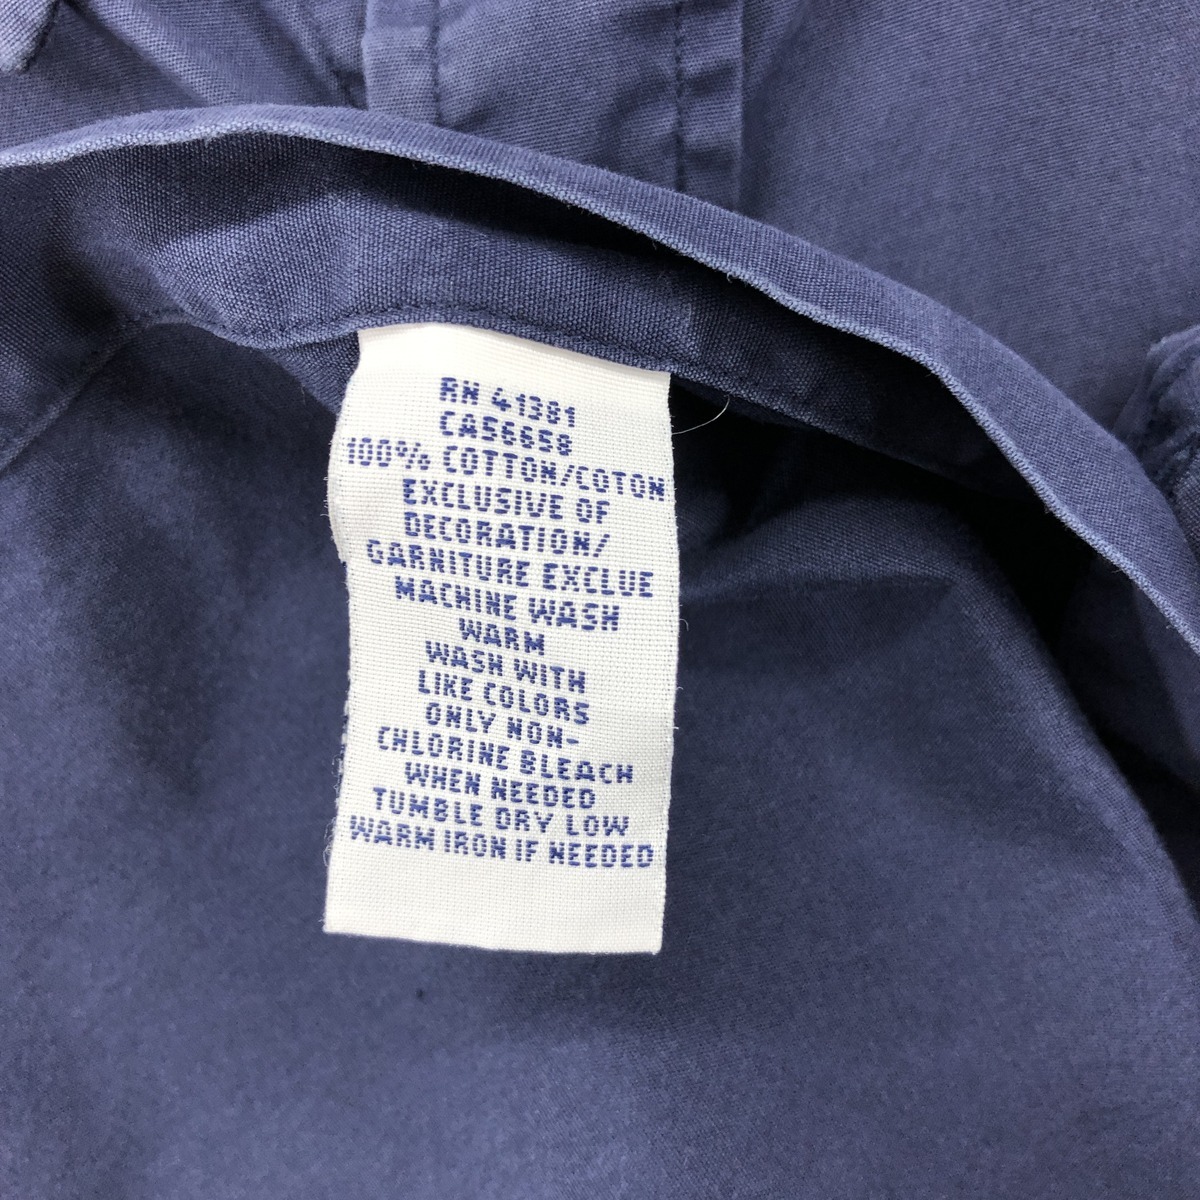 RN 41381
CA56658
100% COTTON/COTON
EXCLUSIVE OF
DECORATION/
GARNITURE EXCLUE
MACHINE WASH
WARM
WASH WITH
LIKE COLORS
ONLY NON-
CHLORINE BLEACH
WHEN NEEDED
TUMBLE DRY LOW
WARM IRON IF NEEDED